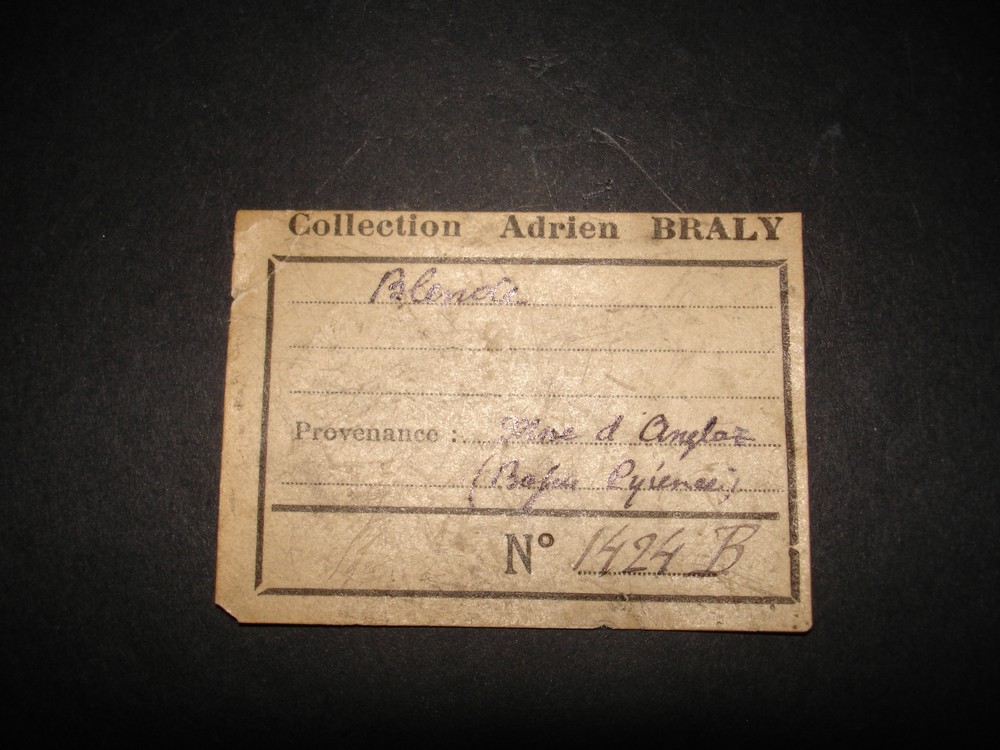 Collection Adrien BRALY
Blende
Provenance : Mine d'Anglas
(Basses Pyrénées)
N° 1424 B